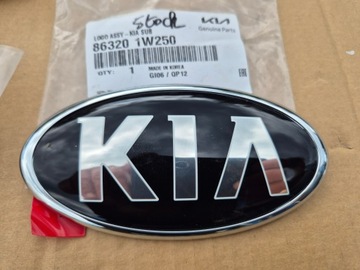 Stock
LOGO ASSY - KIA SUB
86320 1W250
QTY. 1 MADE IN KOREA
GI06 / GP12
KIA
Genuine Parts
KIA